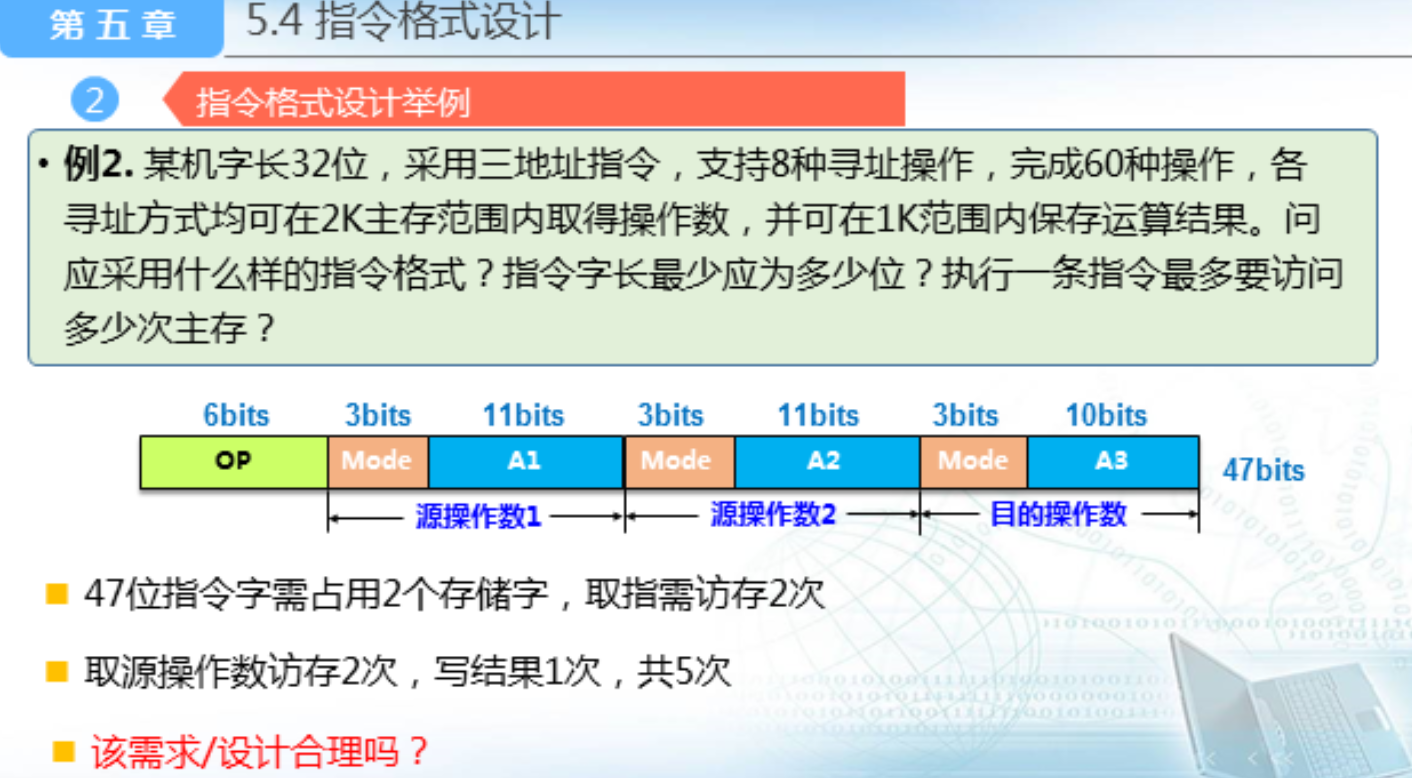 第五章
5.4 指令格式设计
2
指令格式设计举例
• 例2. 某机字长32位，采用三地址指令，支持8种寻址操作，完成60种操作，各
寻址方式均可在2K主存范围内取得操作数，并可在1K范围内保存运算结果。问
应采用什么样的指令格式？指令字长最少应为多少位？执行一条指令最多要访问
多少次主存？
6bits 3bits 11bits 3bits 11bits 3bits 10bits
OP Mode A1 Mode A2 Mode A3 47bits
源操作数1 源操作数2 目的操作数
47位指令字需占用2个存储字，取指需访存2次
取源操作数访存2次，写结果1次，共5次
该需求/设计合理吗？